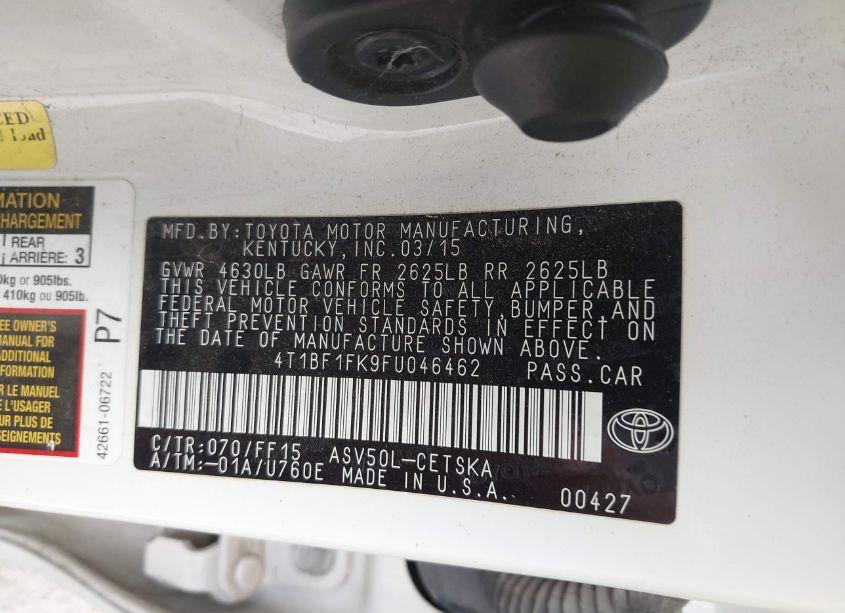 CED
Load
MATION
HARGEMENT
REAR
ARRIÈRE: 3
kg or 905lbs.
410kg ou 905lb.
EE OWNER'S
MANUAL FOR
R LE MANUEL
E L'USAGER
UR PLUS DE
SEIGNEMENTS
42661-06722
P7
MFD.BY:TOYOTA MOTOR MANUFACTURING,
KENTUCKY,INC.03/15
GVWR 4630LB GAWR FR 2625LB RR 2625LB
THIS VEHICLE CONFORMS TO ALL APPLICABLE
FEDERAL MOTOR VEHICLE SAFETY,BUMPER,AND
THEFT PREVENTION STANDARDS IN EFFECT ON
THE DATE OF MANUFACTURE SHOWN ABOVE.
4T1BF1FK9FU046462 PASS.CAR
C/TR:070/FF15 ASV50L-CETSKA
A/TM:-01A/U760E MADE IN U.S.A.
00427